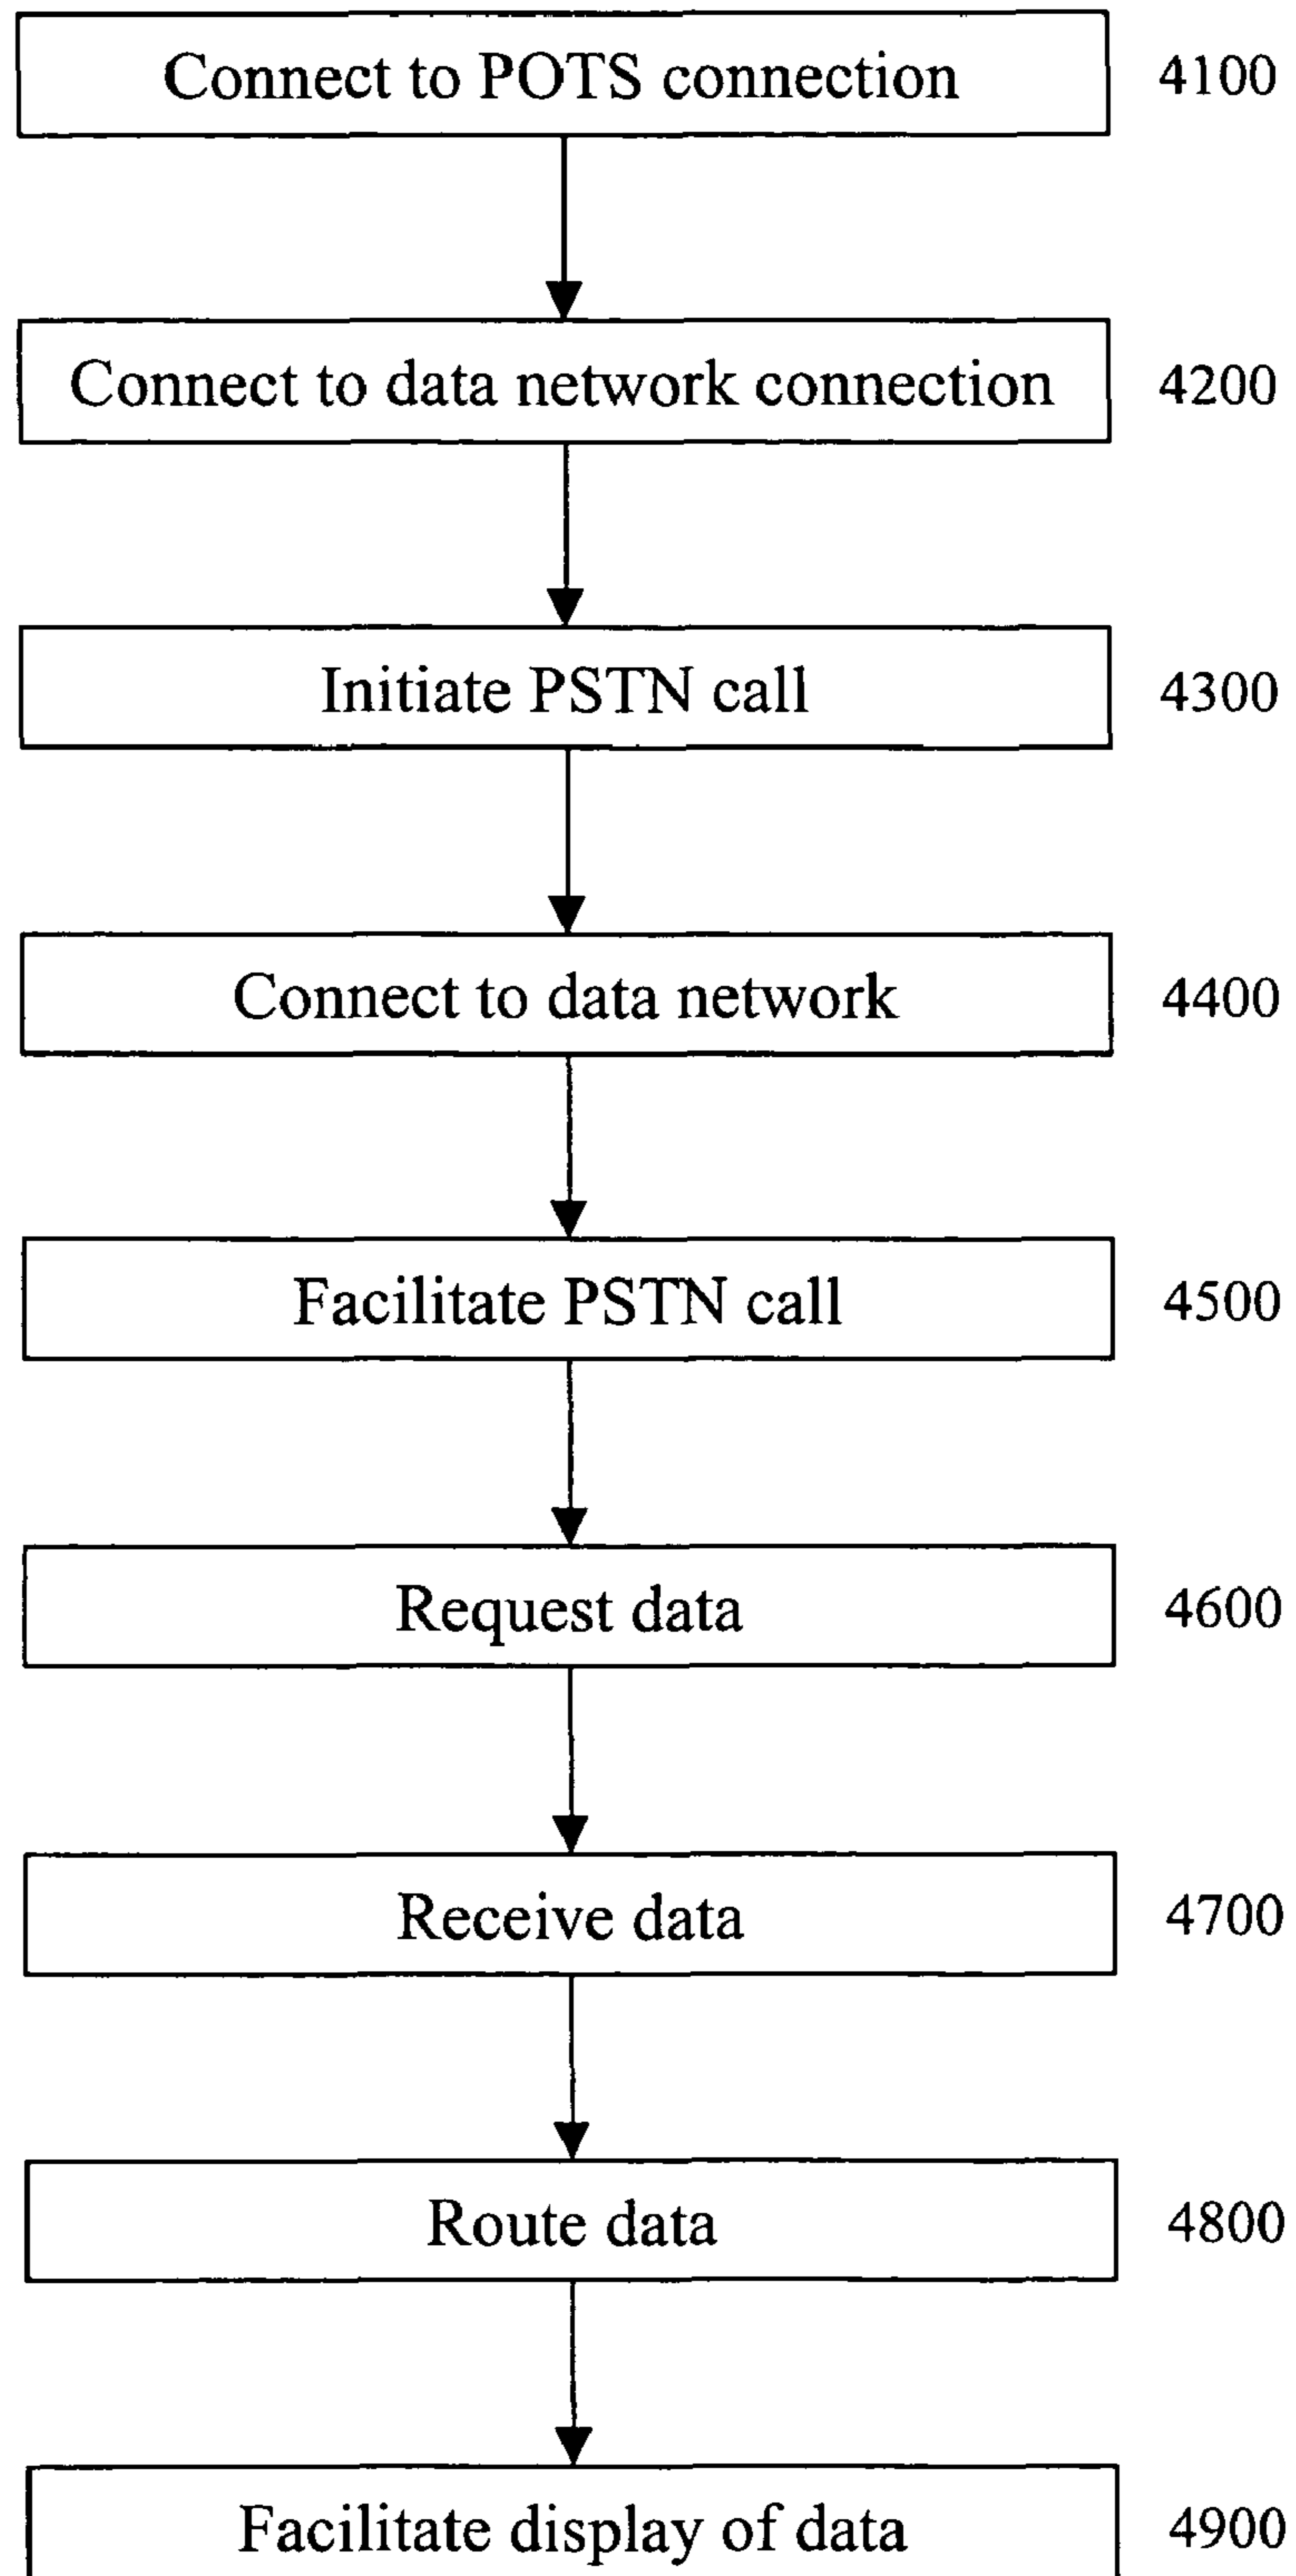 Connect to POTS connection 4100
Connect to data network connection 4200
Initiate PSTN call 4300
Connect to data network 4400
Facilitate PSTN call 4500
Request data 4600
Receive data 4700
Route data 4800
Facilitate display of data 4900